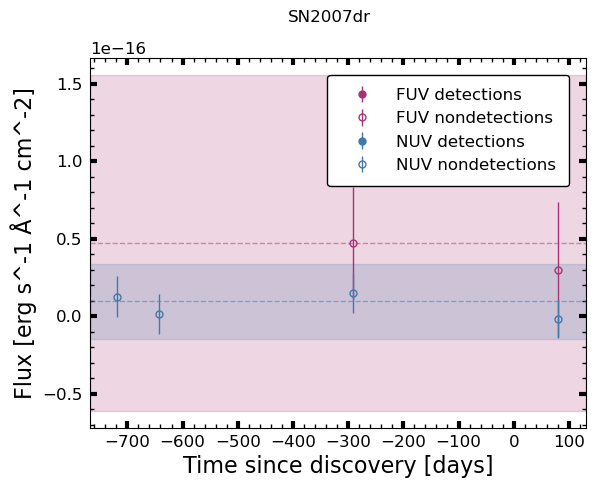 SN2007dr
1e−16
1.5
1.0
0.5
0.0
−0.5
FUV detections
FUV nondetections
NUV detections
NUV nondetections
Flux [erg s^-1 Å^-1 cm^-2]
−700 −600 −500 −400 −300 −200 −100 0 100
Time since discovery [days]